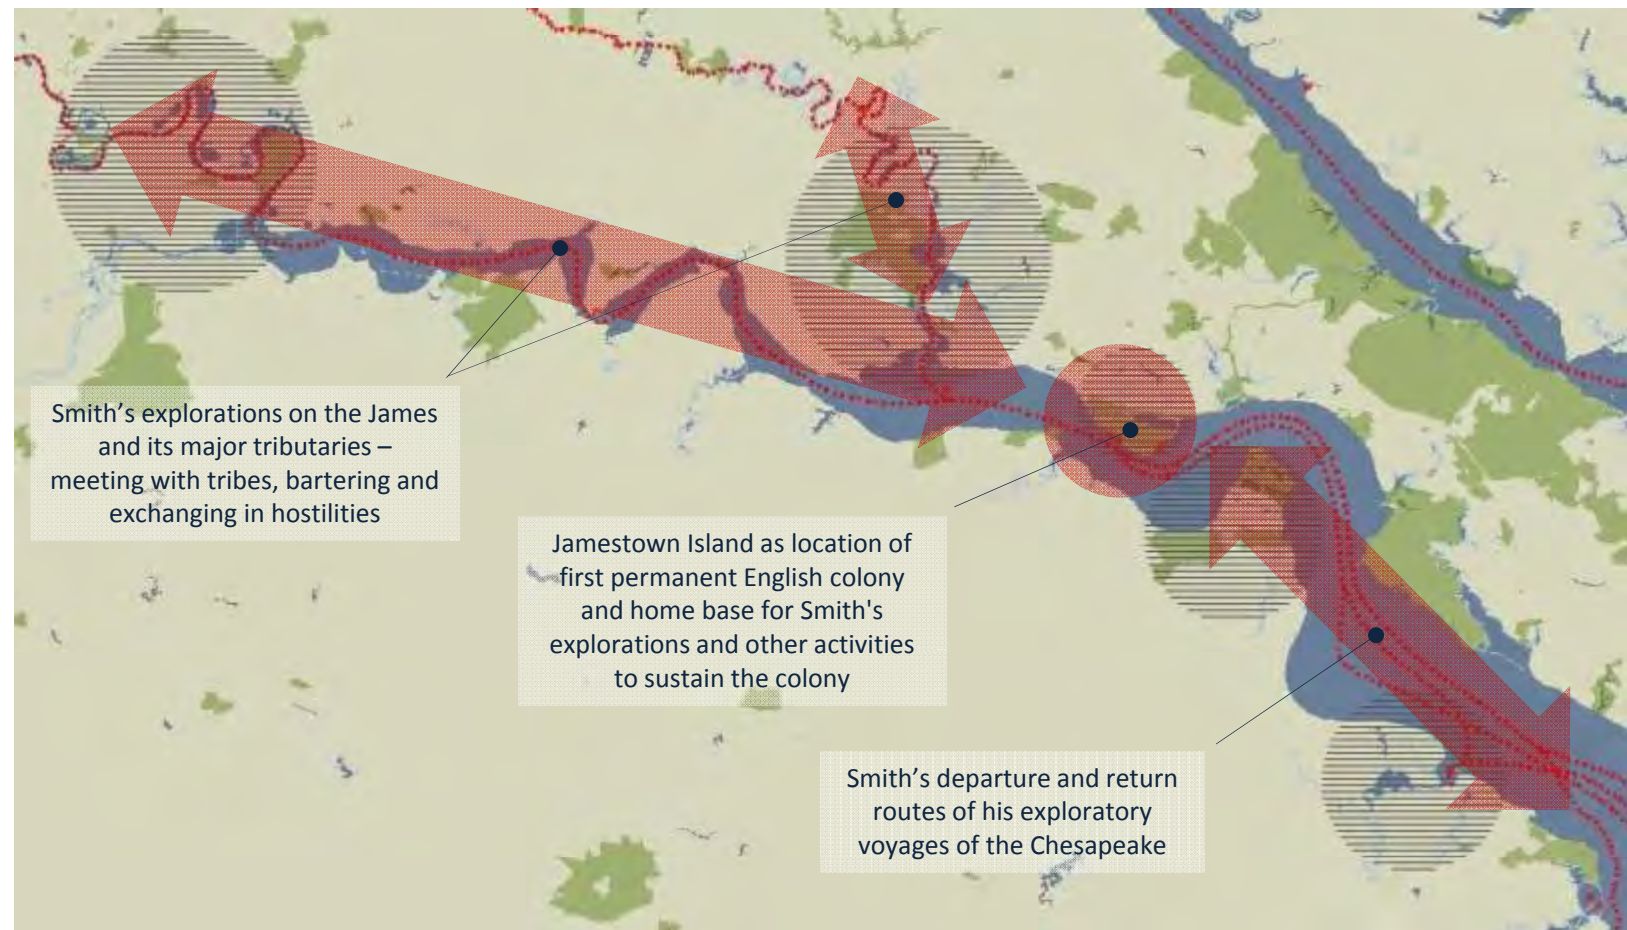 Smith’s explorations on the James
and its major tributaries –
meeting with tribes, bartering and
exchanging in hostilities
Jamestown Island as location of
first permanent English colony
and home base for Smith's
explorations and other activities
to sustain the colony
Smith’s departure and return
routes of his exploratory
voyages of the Chesapeake